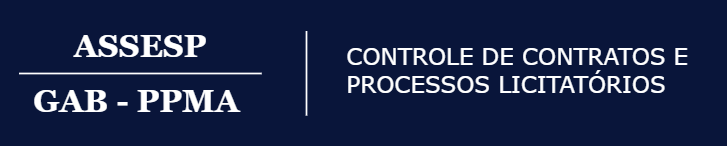 ASSESP
GAB - PPMA
CONTROLE DE CONTRATOS E
PROCESSOS LICITATÓRIOS